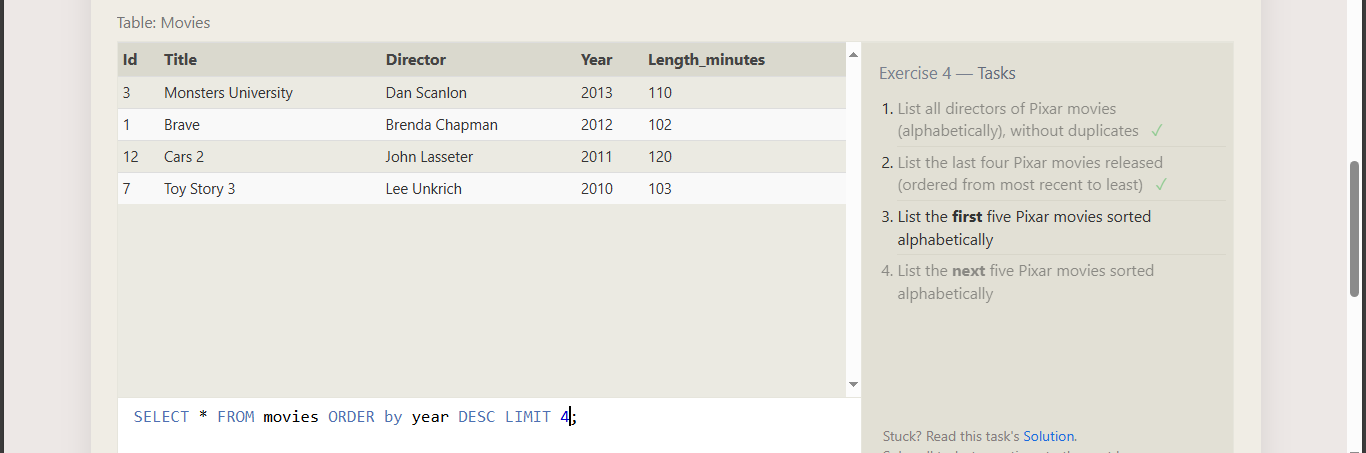 Table: Movies
Id Title Director Year Length_minutes
3 Monsters University Dan Scanlon 2013 110
1 Brave Brenda Chapman 2012 102
12 Cars 2 John Lasseter 2011 120
7 Toy Story 3 Lee Unkrich 2010 103
SELECT * FROM movies ORDER by year DESC LIMIT 4;
Exercise 4 — Tasks
1. List all directors of Pixar movies
(alphabetically), without duplicates ✓
2. List the last four Pixar movies released
(ordered from most recent to least) ✓
3. List the first five Pixar movies sorted
alphabetically
4. List the next five Pixar movies sorted
alphabetically
Stuck? Read this task's Solution.